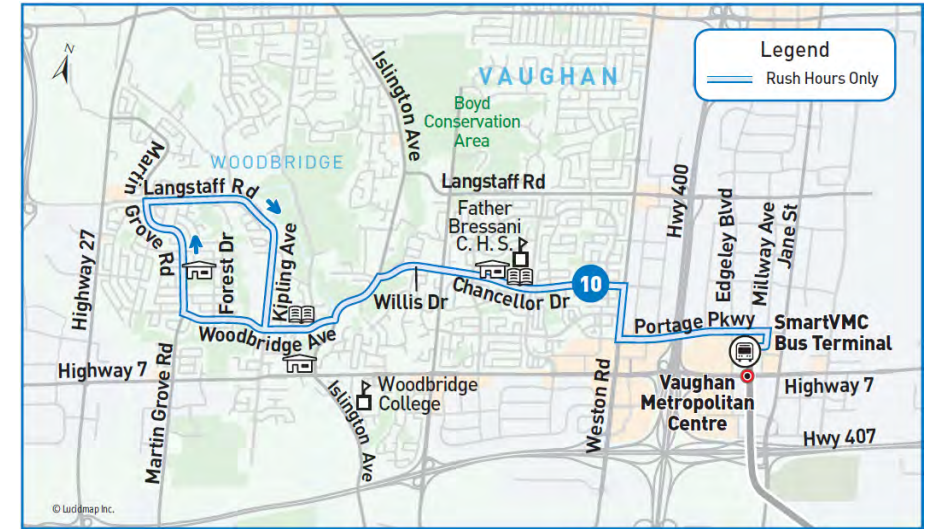 N
Legend
Rush Hours Only
VAUGHAN
Islington Ave
Boyd
Conservation
Area
WOODBRIDGE
Martin
Grove Rd
Langstaff Rd
Langstaff Rd
Hwy 400
Father
Bressani
C. H. S.
Edgeley Blvd
Millway Ave
Jane St
Highway 27
Forest Dr
Kipling Ave
Willis Dr
Chancellor Dr
10
Portage Pkwy
SmartVMC
Bus Terminal
Woodbridge Ave
Highway 7
Martin Grove Rd
Islington Ave
Woodbridge
College
Weston Rd
Vaughan
Metropolitan
Centre
Highway 7
Hwy 407
© Lucidmap Inc.